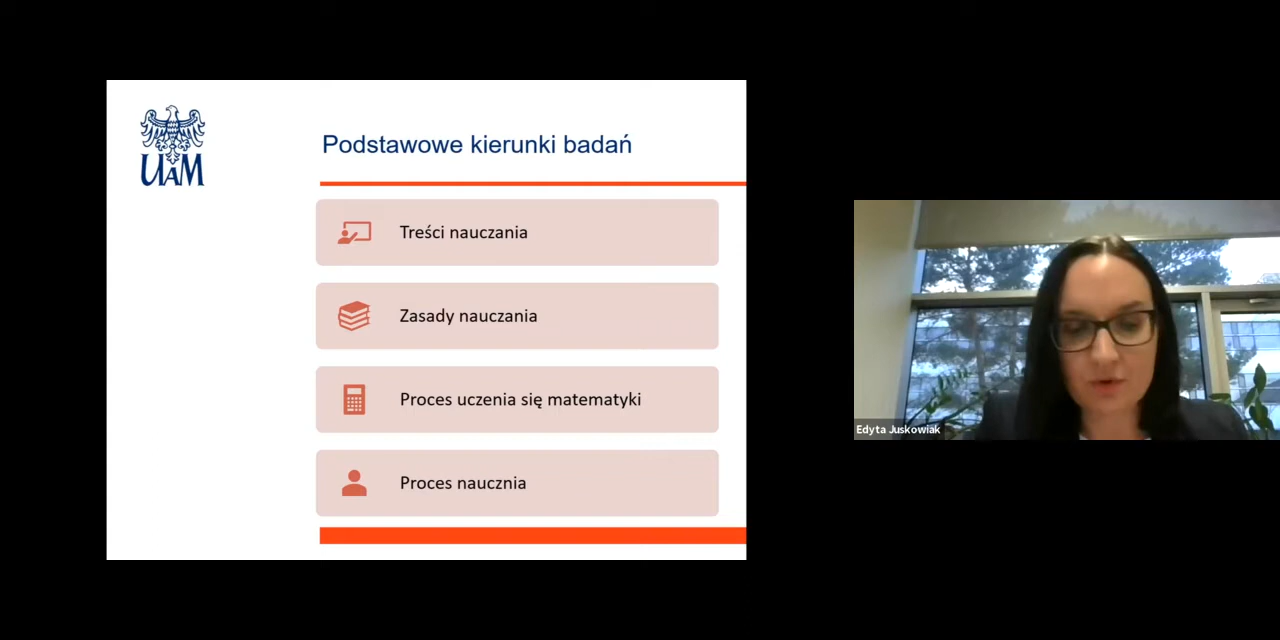 UAM
Podstawowe kierunki badań
Treści nauczania
Zasady nauczania
Proces uczenia się matematyki
Proces naucznia
Edyta Juskowiak